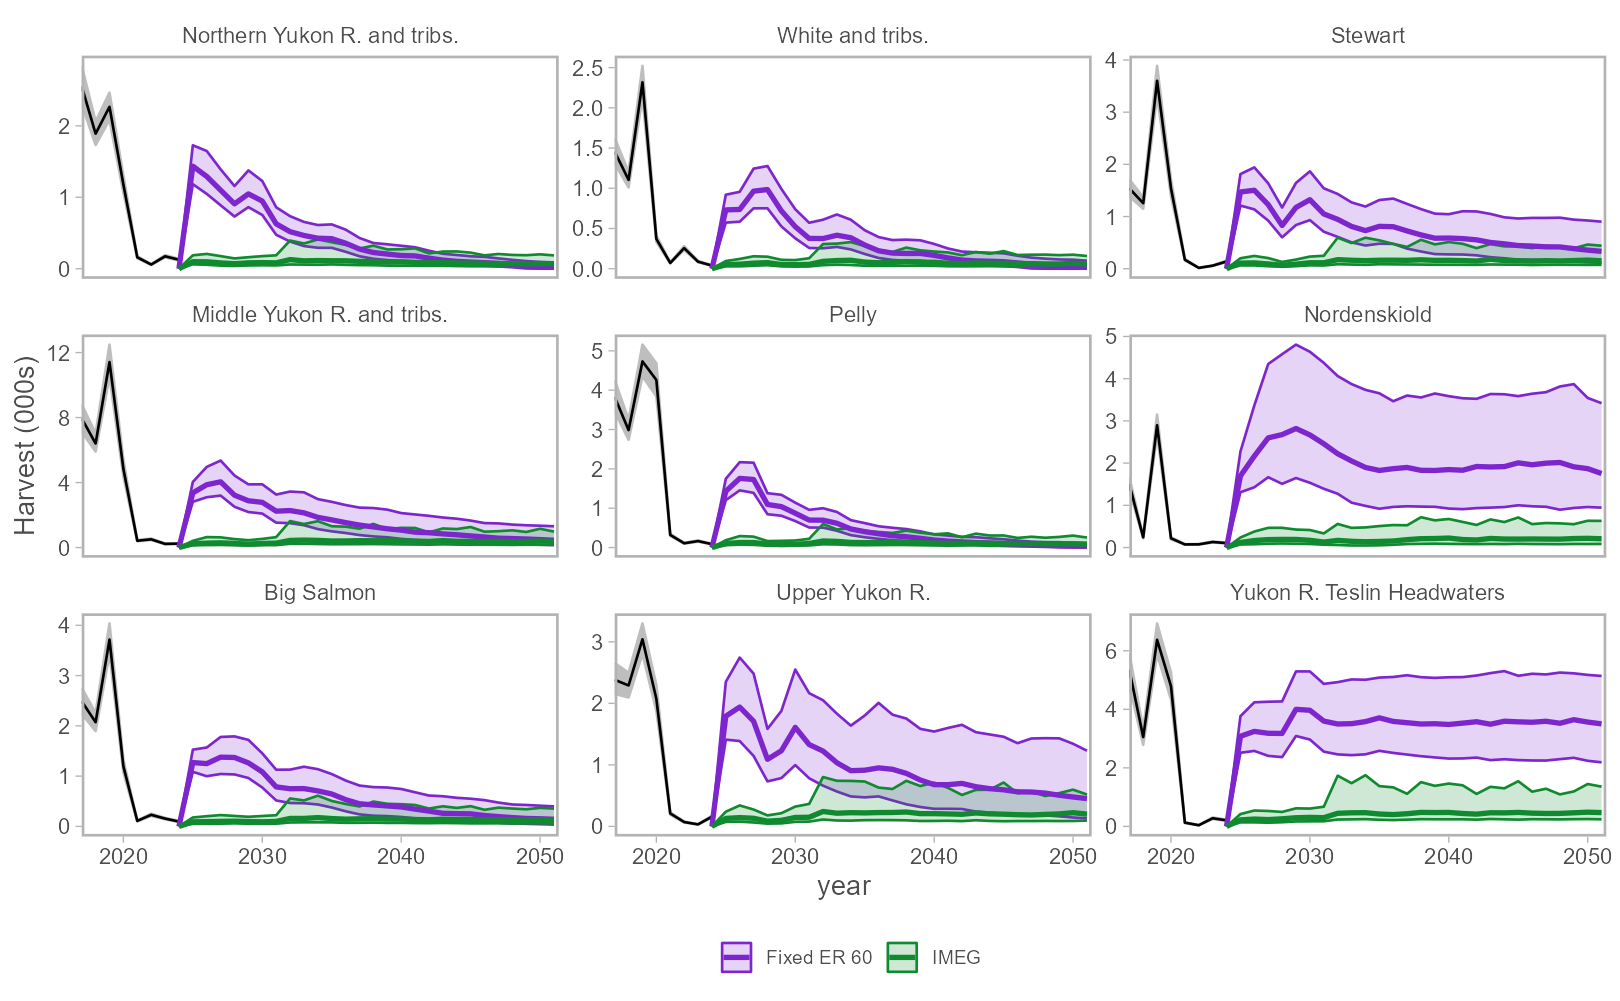 Northern Yukon R. and tribs.
White and tribs.
Stewart
2
1
0
2.5
2.0
1.5
1.0
0.5
0.0
4
3
2
1
0
Middle Yukon R. and tribs.
Pelly
Nordenskiold
12
8
4
0
5
4
3
2
1
0
5
4
3
2
1
0
Harvest (000s)
Big Salmon
Upper Yukon R.
Yukon R. Teslin Headwaters
4
3
2
1
0
3
2
1
0
6
4
2
0
2020 2030 2040 2050
2020 2030 2040 2050
2020 2030 2040 2050
year
Fixed ER 60 IMEG